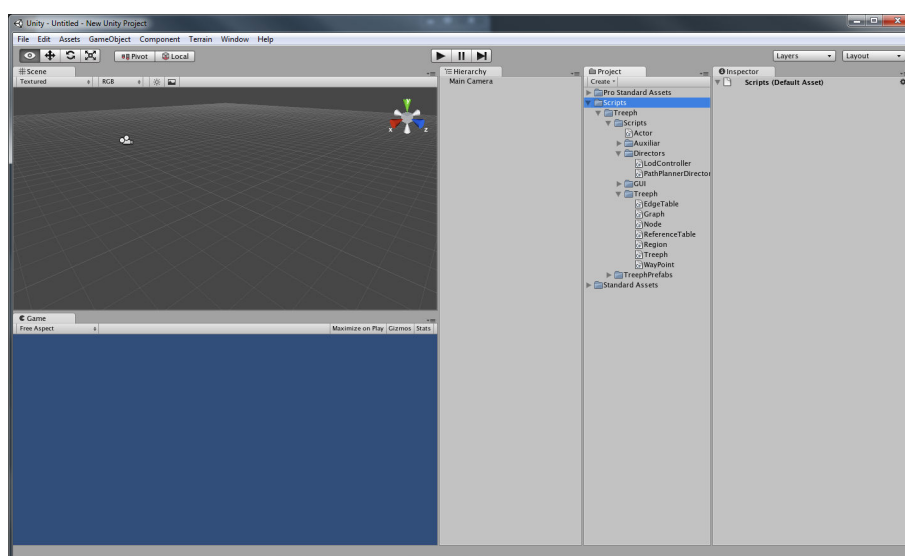 Unity - Untitled - New Unity Project
File Edit Assets GameObject Component Terrain Window Help
Pivot Local Layers Layout
Scene
Textured RGB
x y z
Game
Free Aspect Maximize on Play Gizmos Stats
Hierarchy
Main Camera
Project
Create
Pro Standard Assets
Scripts
Treeph
Scripts
Actor
Auxiliar
Directors
LodController
PathPlannerDirector
GUI
Treeph
EdgeTable
Graph
Node
ReferenceTable
Region
Treeph
WayPoint
TreephPrefabs
Standard Assets
Inspector
Scripts (Default Asset)